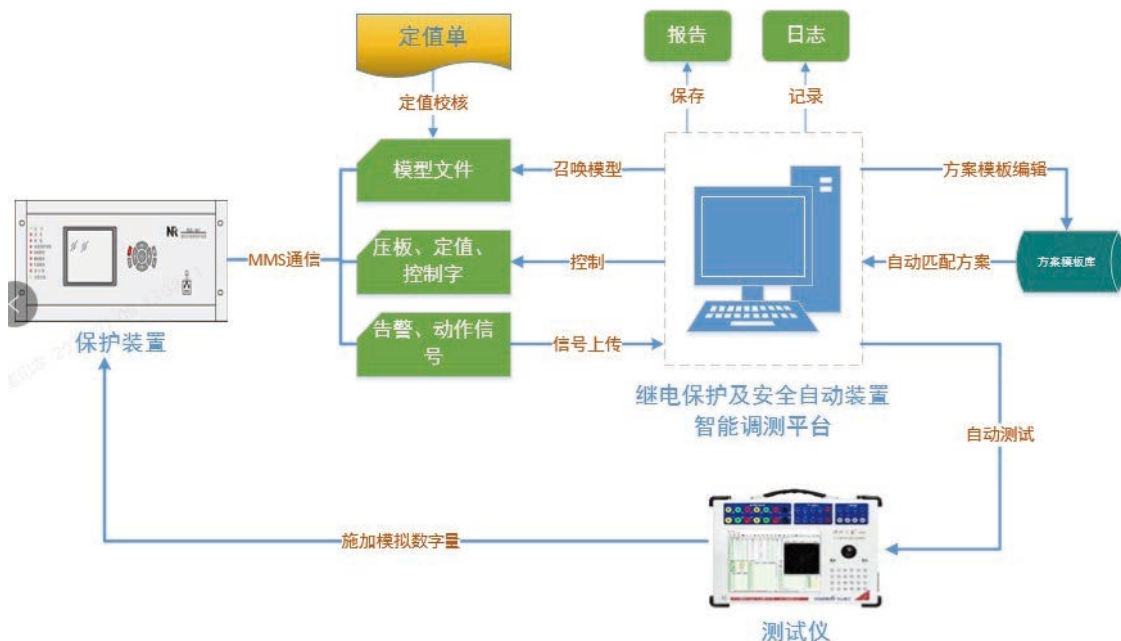 定值单
报告
日志
定值校核
保存
记录
模型文件
召唤模型
方案模板编辑
NR
MMS通信
压板、定值、
控制字
控制
自动匹配方案
方案模板库
告警、动作信
号
信号上传
保护装置
继电保护及安全自动装置
智能调测平台
自动测试
施加模拟数字量
测试仪